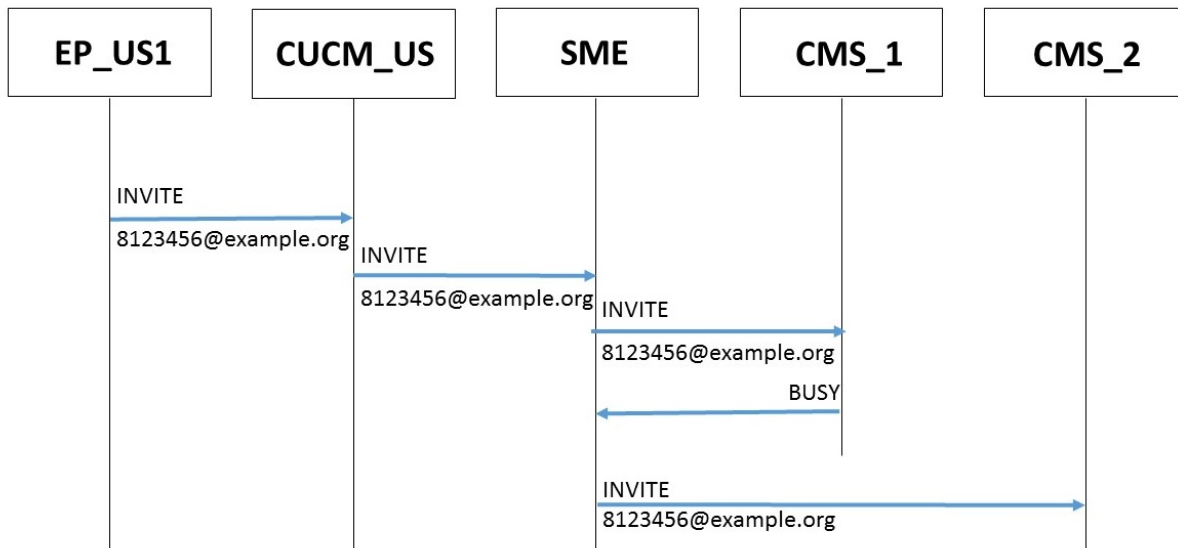 EP_US1
CUCM_US
SME
CMS_1
CMS_2
INVITE
8123456@example.org
INVITE
8123456@example.org
INVITE
8123456@example.org
BUSY
INVITE
8123456@example.org